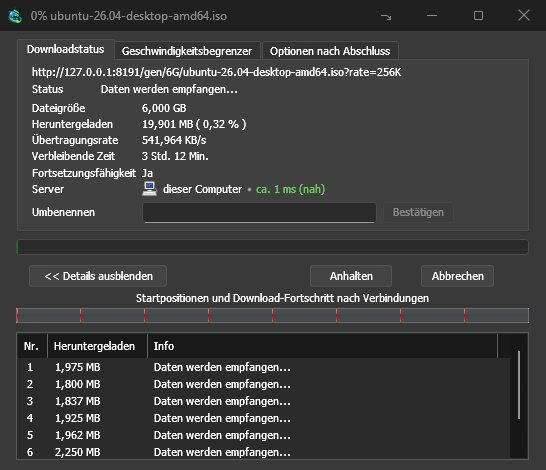 0% ubuntu-26.04-desktop-amd64.iso
Downloadstatus Geschwindigkeitsbegrenzer Optionen nach Abschluss
http://127.0.0.1:8191/gen/6G/ubuntu-26.04-desktop-amd64.iso?rate=256K
Status Daten werden empfangen...
Dateigröße 6,000 GB
Heruntergeladen 19,901 MB ( 0,32 % )
Übertragungsrate 541,964 KB/s
Verbleibende Zeit 3 Std. 12 Min.
Fortsetzungsfähigkeit Ja
Server dieser Computer • ca. 1 ms (nah)
Umbenennen Bestätigen
<< Details ausblenden Anhalten Abbrechen
Startpositionen und Download-Fortschritt nach Verbindungen
Nr. Heruntergeladen Info
1 1,975 MB Daten werden empfangen...
2 1,800 MB Daten werden empfangen...
3 1,837 MB Daten werden empfangen...
4 1,925 MB Daten werden empfangen...
5 1,962 MB Daten werden empfangen...
6 2,250 MB Daten werden empfangen...